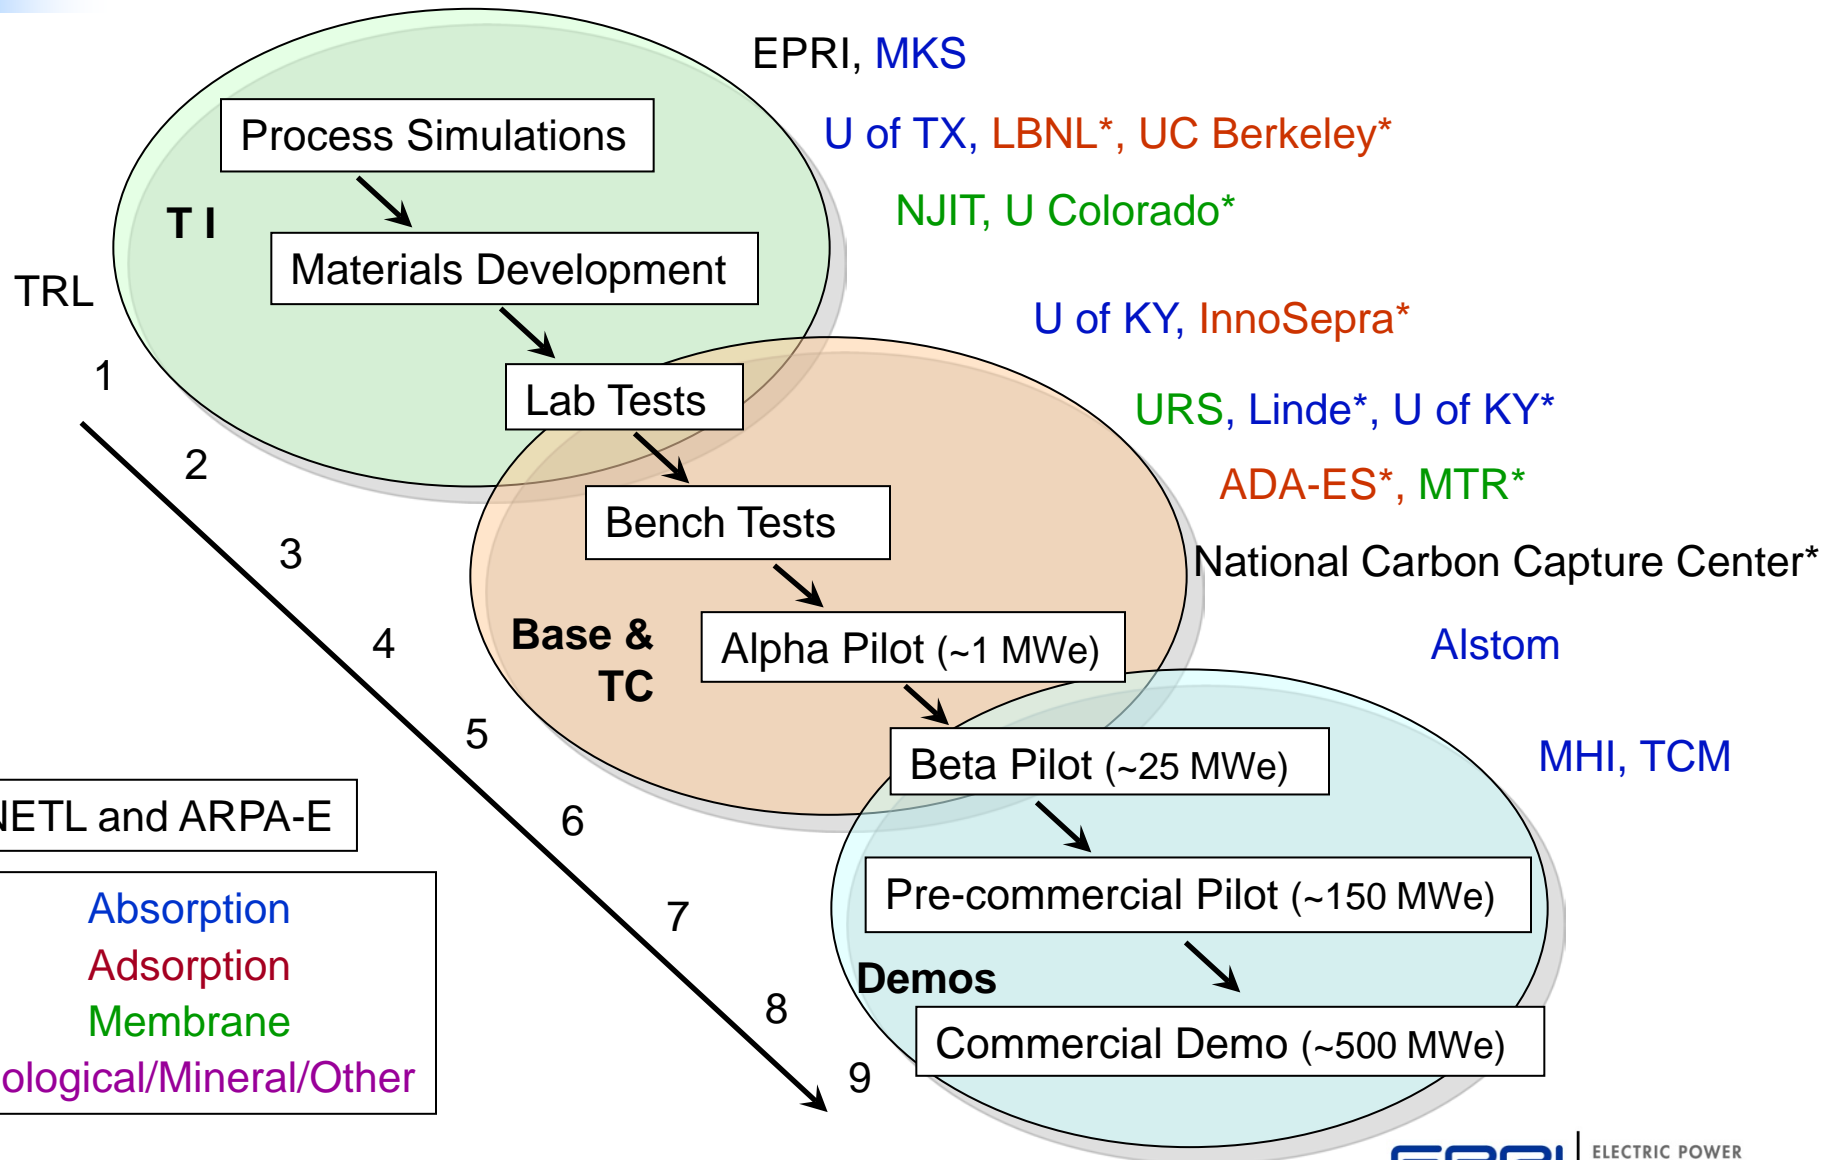 EPRI, MKS
Process Simulations
U of TX, LBNL*, UC Berkeley*
T I
NJIT, U Colorado*
Materials Development
TRL
U of KY, InnoSepra*
1
Lab Tests
URS, Linde*, U of KY*
2
ADA-ES*, MTR*
Bench Tests
3
National Carbon Capture Center*
4
Base &
TC
Alpha Pilot (~1 MWe)
Alstom
5
Beta Pilot (~25 MWe)
MHI, TCM
NETL and ARPA-E
6
Pre-commercial Pilot (~150 MWe)
Absorption
Adsorption
Membrane
ological/Mineral/Other
7
Demos
8
Commercial Demo (~500 MWe)
9
EPRI
ELECTRIC POWER